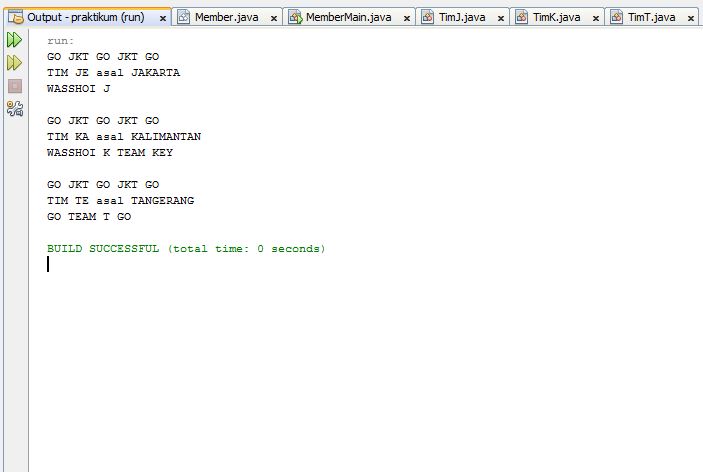 Output - praktikum (run)
Member.java
MemberMain.java
TimJ.java
TimK.java
TimT.java
run:
GO JKT GO JKT GO
TIM JE asal JAKARTA
WASSHOI J
GO JKT GO JKT GO
TIM KA asal KALIMANTAN
WASSHOI K TEAM KEY
GO JKT GO JKT GO
TIM TE asal TANGERANG
GO TEAM T GO
BUILD SUCCESSFUL (total time: 0 seconds)